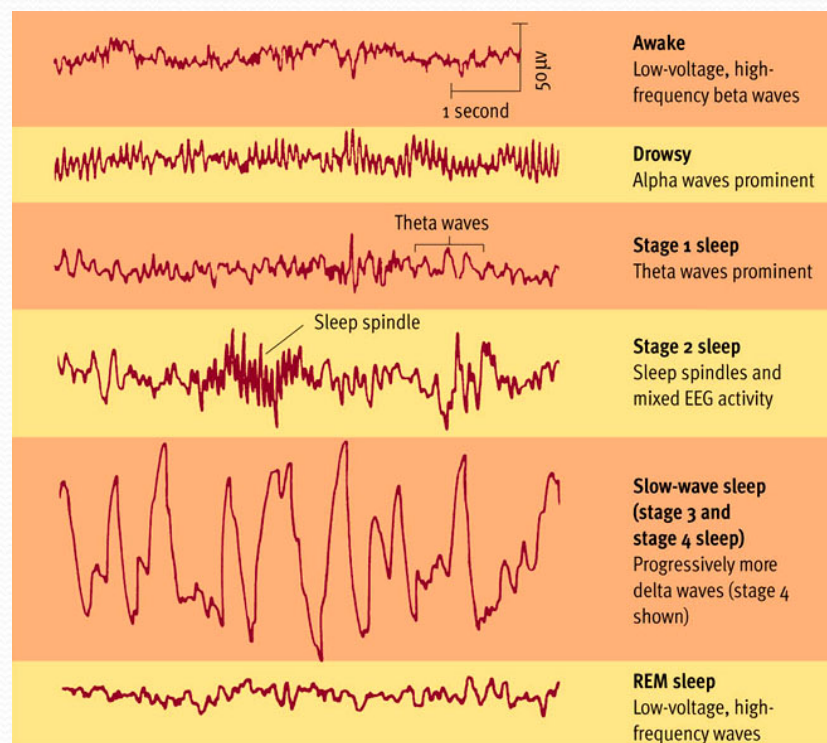 Awake
Low-voltage, high-
frequency beta waves
50μv
1 second
Drowsy
Alpha waves prominent
Theta waves
Stage 1 sleep
Theta waves prominent
Sleep spindle
Stage 2 sleep
Sleep spindles and
mixed EEG activity
Slow-wave sleep
(stage 3 and
stage 4 sleep)
Progressively more
delta waves (stage 4
shown)
REM sleep
Low-voltage, high-
frequency waves